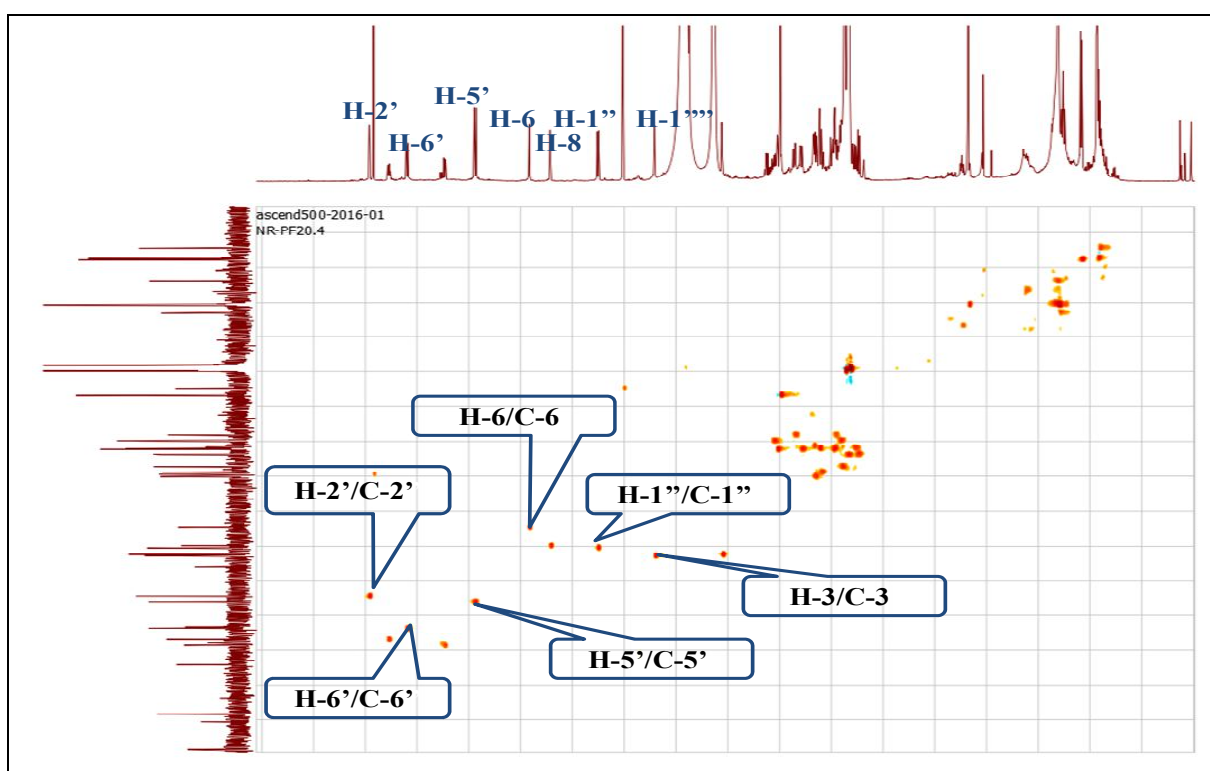 H-2’
H-6’
H-5’
H-6
H-8
H-1’’
H-1’’’’
ascend500-2016-01
NR-PF20.4
H-6/C-6
H-2’/C-2’
H-1’’/C-1’’
H-3/C-3
H-5’/C-5’
H-6’/C-6’